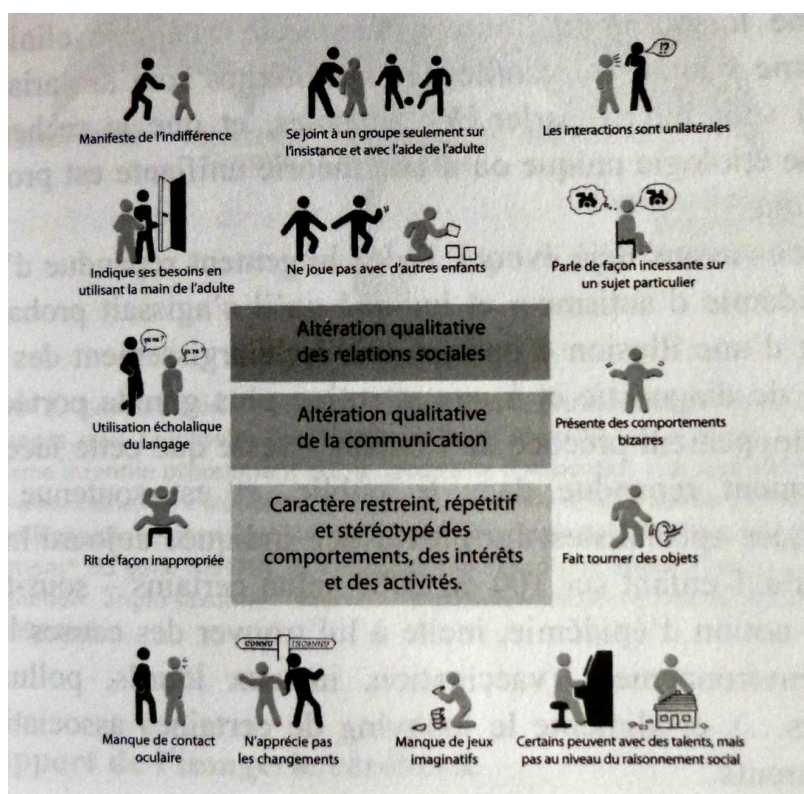 Manifeste de l'indifférence
Se joint à un groupe seulement sur
l'insistance et avec l'aide de l'adulte
!?
Les interactions sont unilatérales
Indique ses besoins en
utilisant la main de l'adulte
Ne joue pas avec d'autres enfants
Parle de façon incessante sur
un sujet particulier
Altération qualitative
des relations sociales
ÇA VA ?
ÇA VA ?
Utilisation écholalique
du langage
Altération qualitative
de la communication
Présente des comportements
bizarres
Caractère restreint, répétitif
et stéréotypé des
comportements, des intérêts
et des activités.
Rit de façon inappropriée
Fait tourner des objets
CONNU
INCONNU
Manque de contact
oculaire
N'apprécie pas
les changements
Manque de jeux
imaginatifs
Certains peuvent avec des talents, mais
pas au niveau du raisonnement social